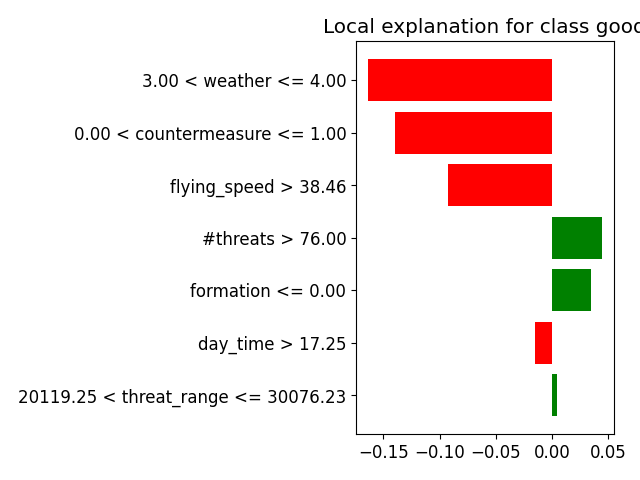 Local explanation for class good
3.00 < weather <= 4.00
0.00 < countermeasure <= 1.00
flying_speed > 38.46
#threats > 76.00
formation <= 0.00
day_time > 17.25
20119.25 < threat_range <= 30076.23
−0.15 −0.10 −0.05 0.00 0.05